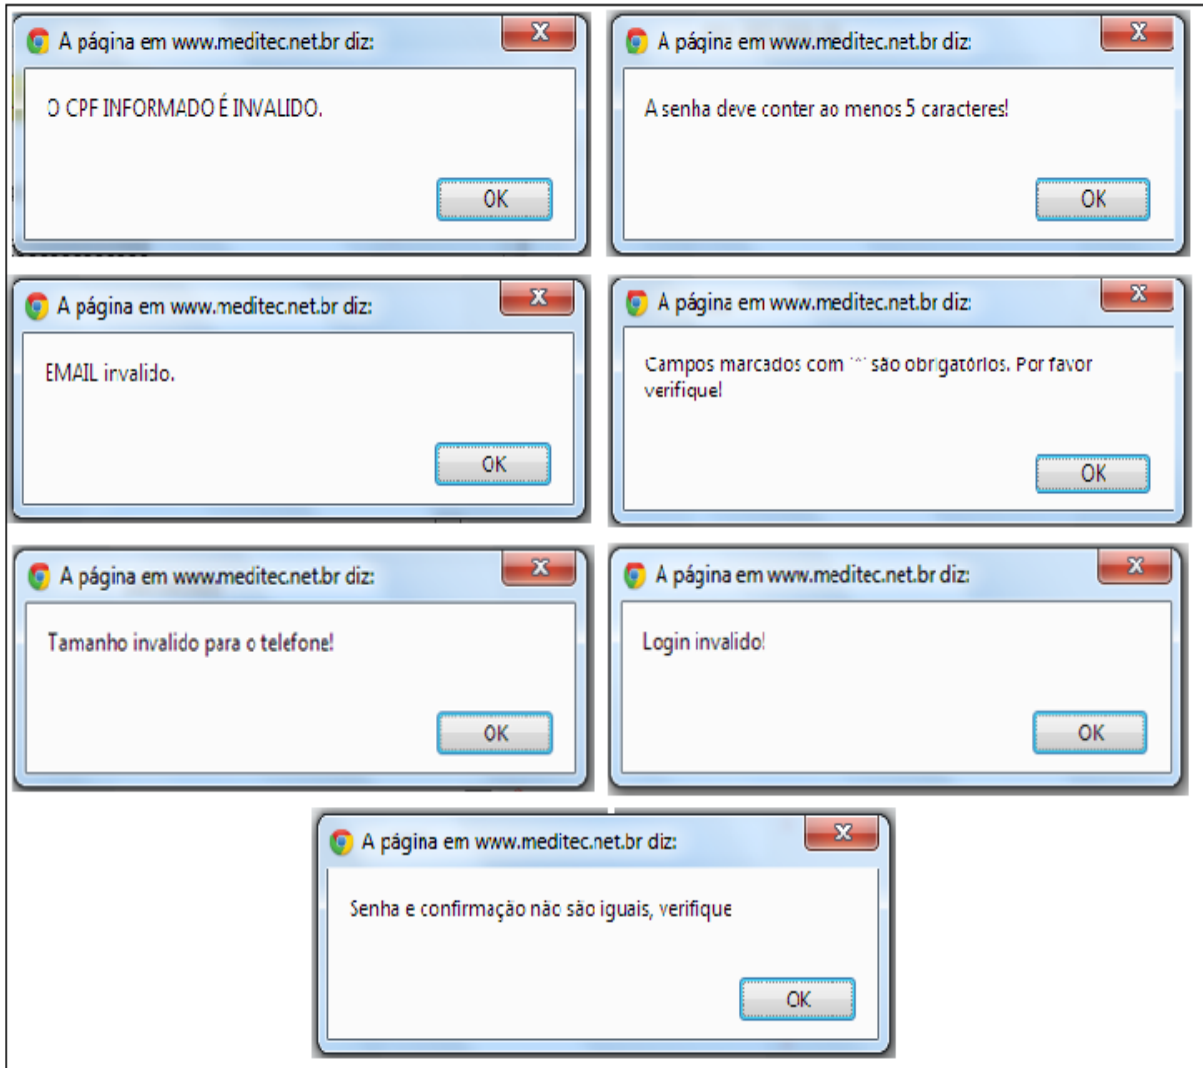 A página em www.meditec.net.br diz:
X
O CPF INFORMADO É INVALIDO.
OK
A página em www.meditec.net.br diz:
X
A senha deve conter ao menos 5 caracteres!
OK
A página em www.meditec.net.br diz:
X
EMAIL invalido.
OK
A página em www.meditec.net.br diz:
X
Campos marcados com '*' são obrigatórios. Por favor
verifique!
OK
A página em www.meditec.net.br diz:
X
Tamanho invalido para o telefone!
OK
A página em www.meditec.net.br diz:
X
Login invalido!
OK
A página em www.meditec.net.br diz:
X
Senha e confirmação não são iguais, verifique
OK